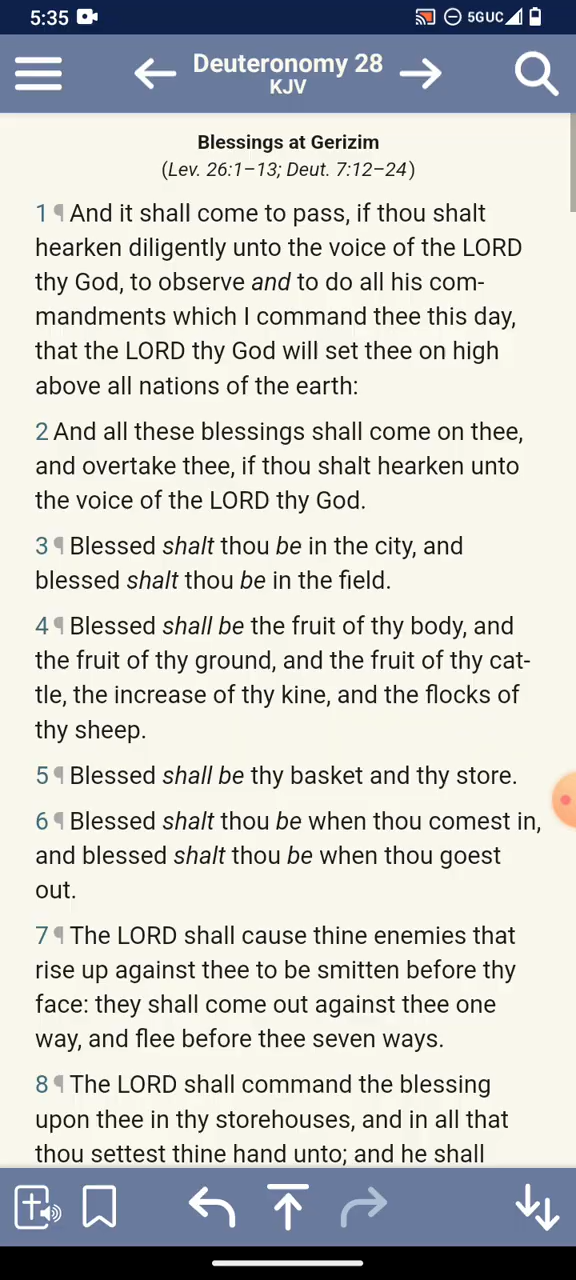 5:35
5GUC
Deuteronomy 28
KJV
Blessings at Gerizim
(Lev. 26:1–13; Deut. 7:12–24)
1 ¶ And it shall come to pass, if thou shalt
hearken diligently unto the voice of the LORD
thy God, to observe and to do all his com-
mandments which I command thee this day,
that the LORD thy God will set thee on high
above all nations of the earth:
2 And all these blessings shall come on thee,
and overtake thee, if thou shalt hearken unto
the voice of the LORD thy God.
3 ¶ Blessed shalt thou be in the city, and
blessed shalt thou be in the field.
4 ¶ Blessed shall be the fruit of thy body, and
the fruit of thy ground, and the fruit of thy cat-
tle, the increase of thy kine, and the flocks of
thy sheep.
5 ¶ Blessed shall be thy basket and thy store.
6 ¶ Blessed shalt thou be when thou comest in,
and blessed shalt thou be when thou goest
out.
7 ¶ The LORD shall cause thine enemies that
rise up against thee to be smitten before thy
face: they shall come out against thee one
way, and flee before thee seven ways.
8 ¶ The LORD shall command the blessing
upon thee in thy storehouses, and in all that
thou settest thine hand unto; and he shall